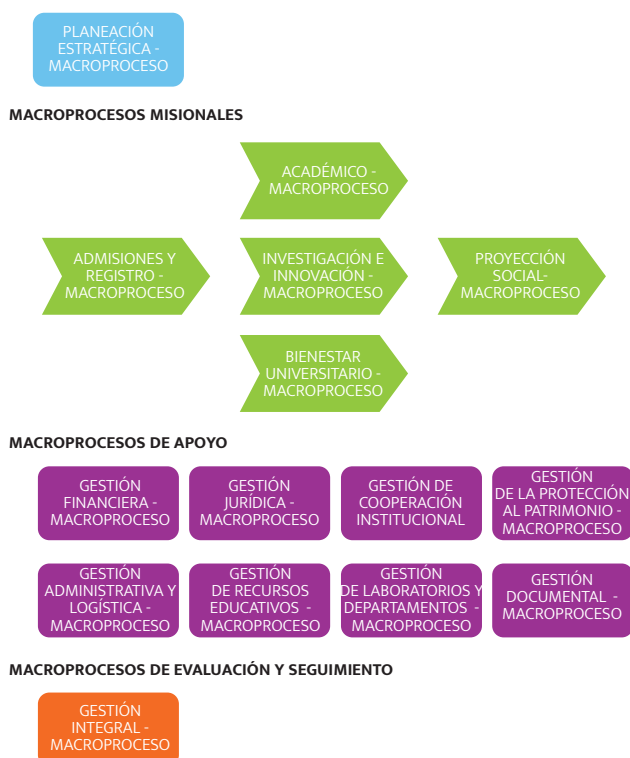 PLANEACIÓN
ESTRATÉGICA -
MACROPROCESO
MACROPROCESOS MISIONALES
ACADÉMICO -
MACROPROCESO
ADMISIONES Y
REGISTRO -
MACROPROCESO
INVESTIGACIÓN E
INNOVACIÓN -
MACROPROCESO
PROYECCIÓN
SOCIAL-
MACROPROCESO
BIENESTAR
UNIVERSITARIO -
MACROPROCESO
MACROPROCESOS DE APOYO
GESTIÓN
FINANCIERA -
MACROPROCESO
GESTIÓN
JURÍDICA -
MACROPROCESO
GESTIÓN DE
COOPERACIÓN
INSTITUCIONAL
GESTIÓN
DE LA PROTECCIÓN
AL PATRIMONIO -
MACROPROCESO
GESTIÓN
ADMINISTRATIVA Y
LOGÍSTICA -
MACROPROCESO
GESTIÓN
DE RECURSOS
EDUCATIVOS -
MACROPROCESO
GESTIÓN
DE LABORATORIOS Y
DEPARTAMENTOS -
MACROPROCESO
GESTIÓN
DOCUMENTAL -
MACROPROCESO
MACROPROCESOS DE EVALUACIÓN Y SEGUIMIENTO
GESTIÓN
INTEGRAL -
MACROPROCESO